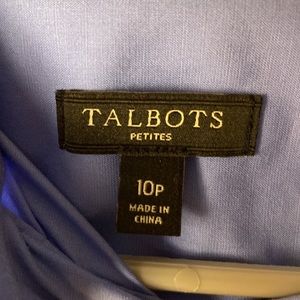 TALBOTS
PETITES
10P
MADE IN
CHINA